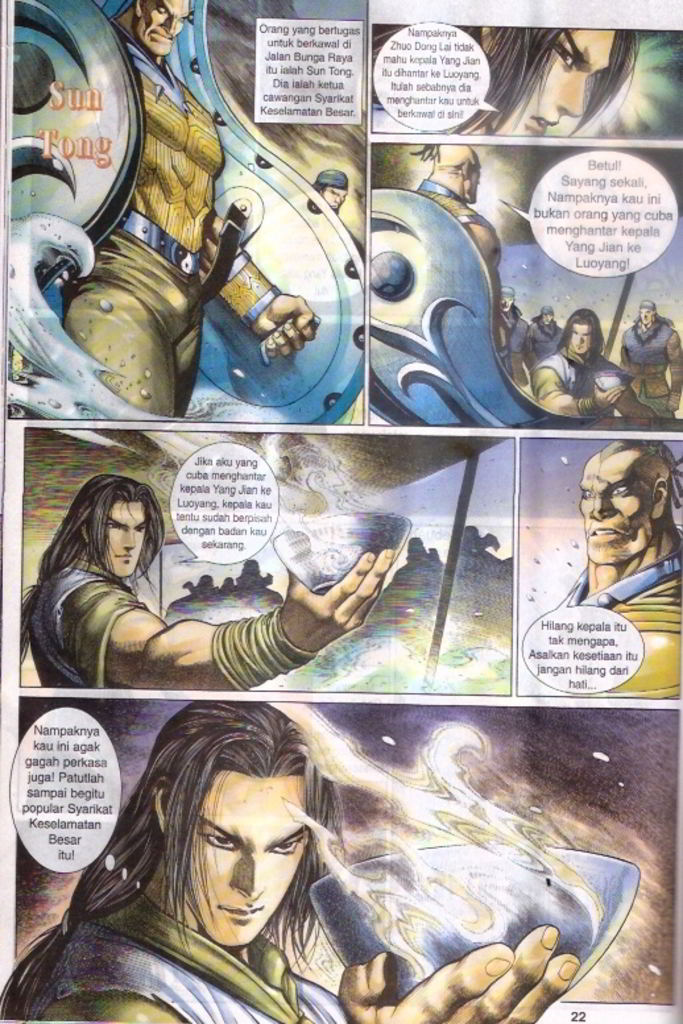 Orang yang bertugas
untuk berkawal di
Jalan Bunga Raya
itu ialah Sun Tong.
Dia ialah ketua
cawangan Syarikat
Keselamatan Besar.
Sun
Tong
Nampaknya
Zhuo Dong Lai tidak
mahu kepala Yang Jian
itu dihantar ke Luoyang.
Itulah sebabnya dia
menghantar kau untuk
berkawal di sini!
Betul!
Sayang sekali,
Nampaknya kau ini
bukan orang yang cuba
menghantar kepala
Yang Jian ke
Luoyang!
Jika aku yang
cuba menghantar
kepala Yang Jian ke
Luoyang, kepala kau
tentu sudah berpisah
dengan badan kau
sekarang.
Hilang kepala itu
tak mengapa,
Asalkan kesetiaan itu
jangan hilang dari
hati...
Nampaknya
kau ini agak
gagah perkasa
juga! Patutlah
sampai begitu
popular Syarikat
Keselamatan
Besar
itu!
22